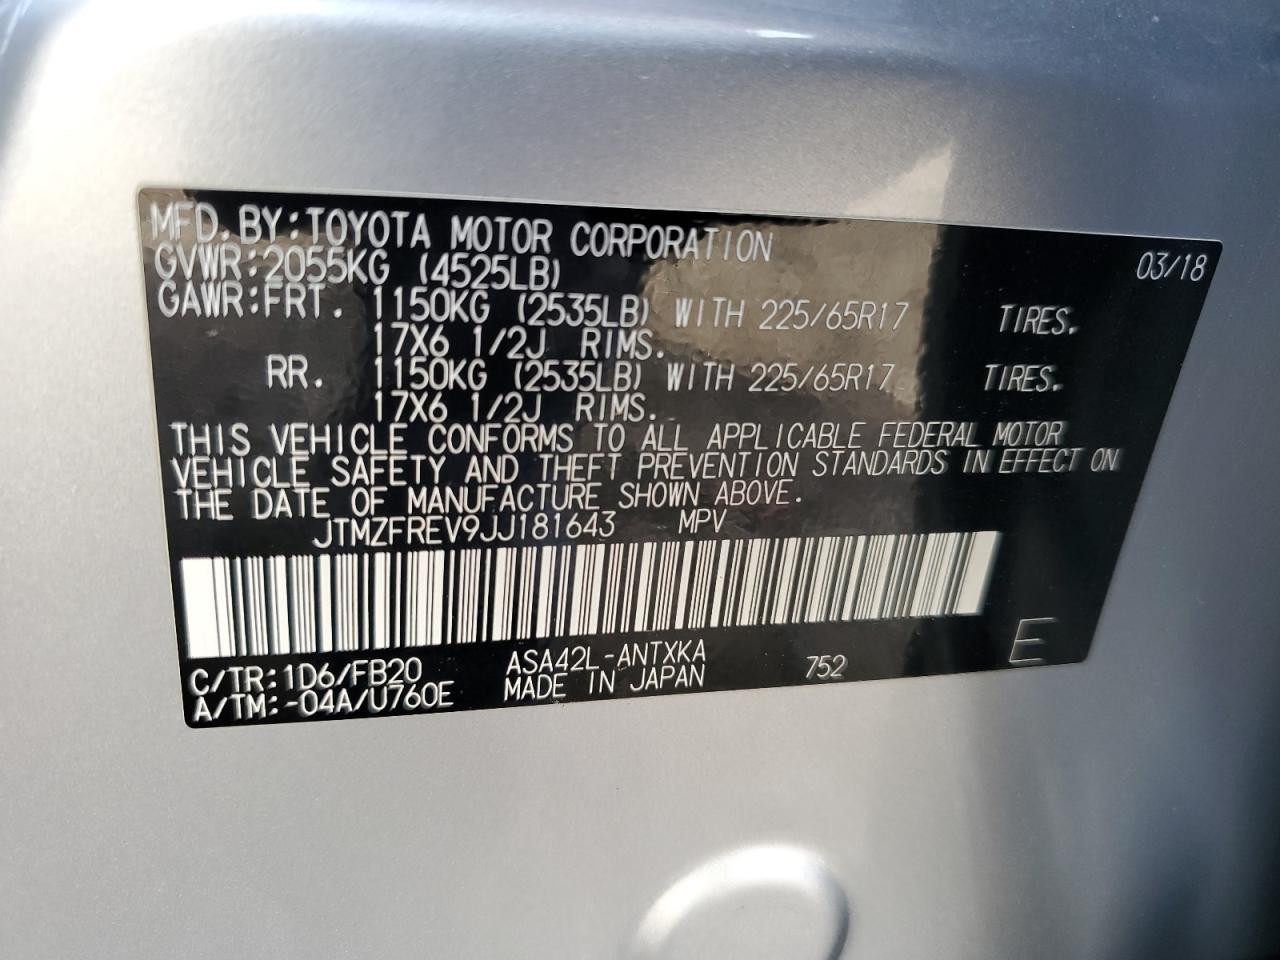 MFD. BY: TOYOTA MOTOR CORPORATION 03/18
GVWR: 2055KG (4525LB)
GAWR: FRT. 1150KG (2535LB) WITH 225/65R17 TIRES.
17X6 1/2J RIMS.
RR. 1150KG (2535LB) WITH 225/65R17 TIRES.
17X6 1/2J RIMS.
THIS VEHICLE CONFORMS TO ALL APPLICABLE FEDERAL MOTOR
VEHICLE SAFETY AND THEFT PREVENTION STANDARDS IN EFFECT ON
THE DATE OF MANUFACTURE SHOWN ABOVE.
JTMZFREV9JJ181643 MPV
C/TR: 1D6/FB20 ASA42L-ANTXKA 752 E
A/TM: -04A/U760E MADE IN JAPAN